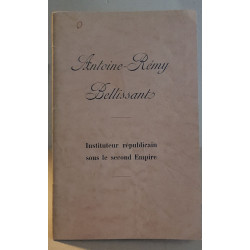 Antoine-Rémy
Bellissant
Instituteur républicain
sous le second Empire